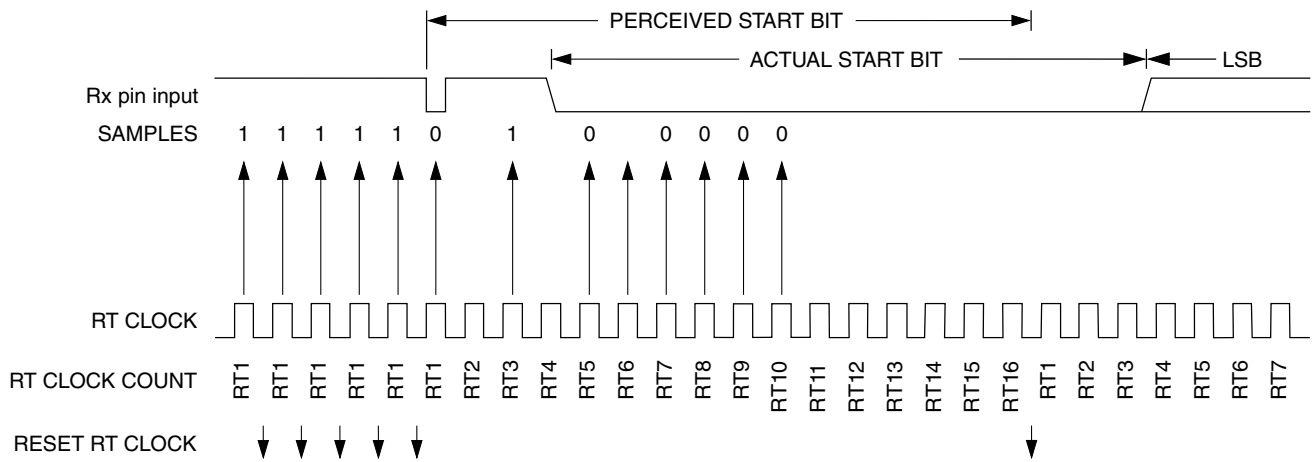 PERCEIVED START BIT
ACTUAL START BIT LSB
Rx pin input
SAMPLES 1 1 1 1 1 0 1 0 0 0 0 0
RT CLOCK
RT CLOCK COUNT RT1 RT1 RT1 RT1 RT1 RT1 RT2 RT3 RT4 RT5 RT6 RT7 RT8 RT9 RT10 RT11 RT12 RT13 RT14 RT15 RT16 RT1 RT2 RT3 RT4 RT5 RT6 RT7
RESET RT CLOCK